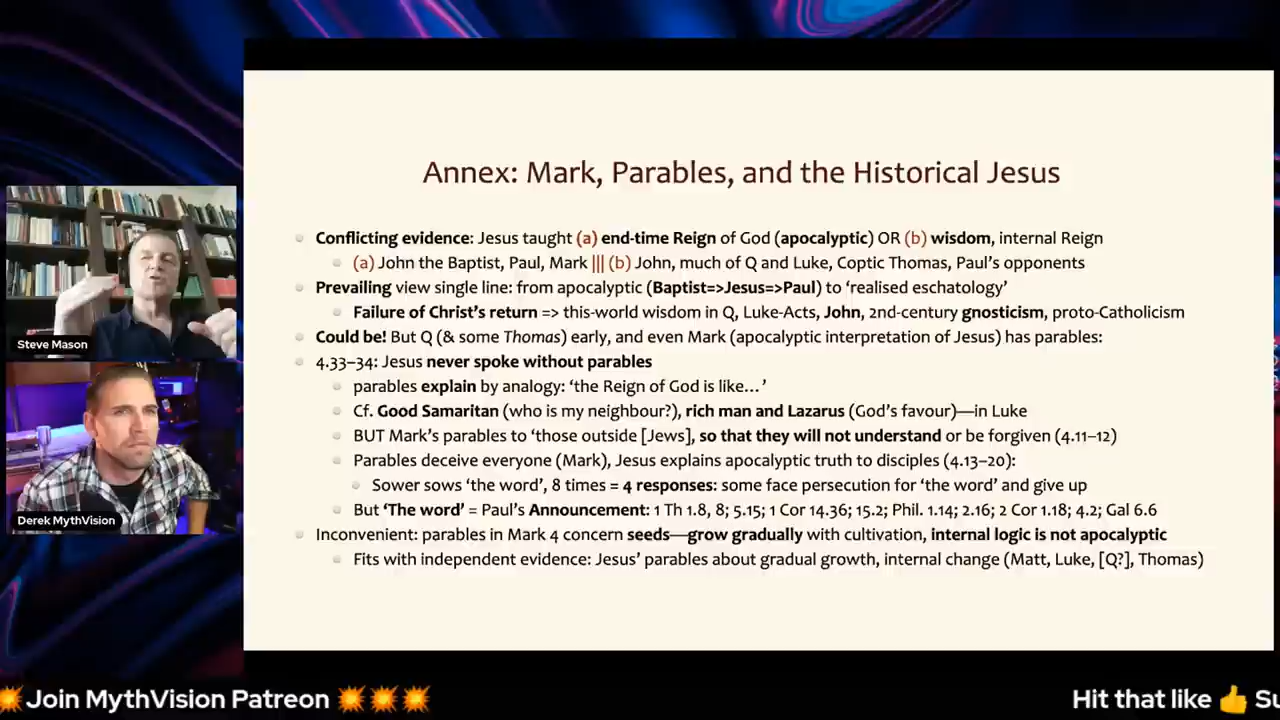 Annex: Mark, Parables, and the Historical Jesus
Conflicting evidence: Jesus taught (a) end-time Reign of God (apocalyptic) OR (b) wisdom, internal Reign
(a) John the Baptist, Paul, Mark ||| (b) John, much of Q and Luke, Coptic Thomas, Paul's opponents
Prevailing view single line: from apocalyptic (Baptist=>Jesus=>Paul) to 'realised eschatology'
Failure of Christ's return => this-world wisdom in Q, Luke-Acts, John, 2nd-century gnosticism, proto-Catholicism
Could be! But Q (& some Thomas) early, and even Mark (apocalyptic interpretation of Jesus) has parables:
4.33–34: Jesus never spoke without parables
parables explain by analogy: 'the Reign of God is like…'
Cf. Good Samaritan (who is my neighbour?), rich man and Lazarus (God's favour)—in Luke
BUT Mark's parables to 'those outside [Jews], so that they will not understand or be forgiven (4.11–12)
Parables deceive everyone (Mark), Jesus explains apocalyptic truth to disciples (4.13–20):
Sower sows 'the word', 8 times = 4 responses: some face persecution for 'the word' and give up
But 'The word' = Paul's Announcement: 1 Th 1.8, 8; 5.15; 1 Cor 14.36; 15.2; Phil. 1.14; 2.16; 2 Cor 1.18; 4.2; Gal 6.6
Inconvenient: parables in Mark 4 concern seeds—grow gradually with cultivation, internal logic is not apocalyptic
Fits with independent evidence: Jesus' parables about gradual growth, internal change (Matt, Luke, [Q?], Thomas)
Steve Mason
Derek MythVision
💥Join MythVision Patreon 💥💥💥
Hit that like 👍 Su